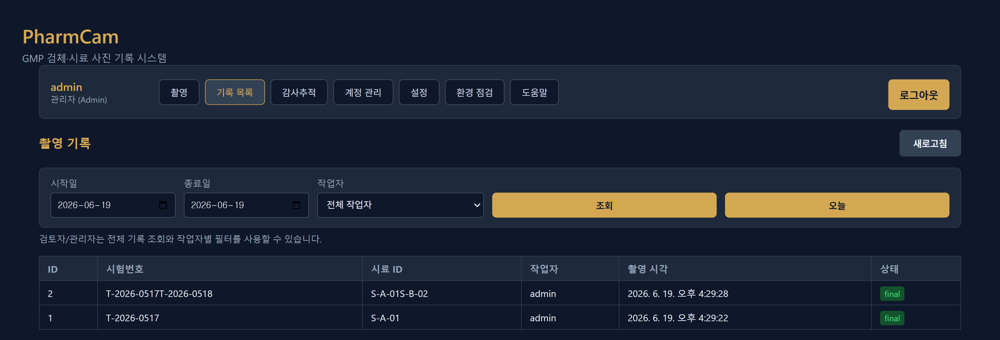 PharmCam
GMP 검체·시료 사진 기록 시스템
admin
관리자 (Admin)
촬영
기록 목록
감사추적
계정 관리
설정
환경 점검
도움말
로그아웃
촬영 기록
새로고침
시작일
종료일
작업자
2026-06-19
2026-06-19
전체 작업자
조회
오늘
검토자/관리자는 전체 기록 조회와 작업자별 필터를 사용할 수 있습니다.
ID 시험번호 시료 ID 작업자 촬영 시각 상태
2 T-2026-0517T-2026-0518 S-A-01S-B-02 admin 2026. 6. 19. 오후 4:29:28 final
1 T-2026-0517 S-A-01 admin 2026. 6. 19. 오후 4:29:22 final